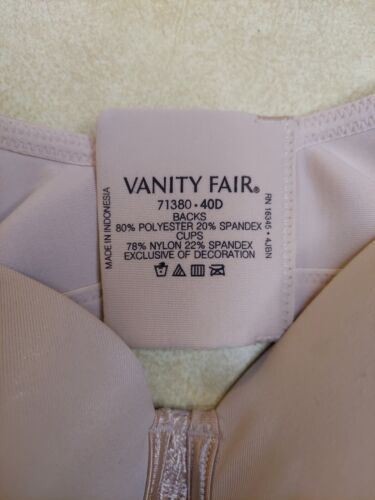 VANITY FAIR®
71380 • 40D
BACKS
80% POLYESTER 20% SPANDEX
CUPS
78% NYLON 22% SPANDEX
EXCLUSIVE OF DECORATION
MADE IN INDONESIA
RN 16345 • 4JBN